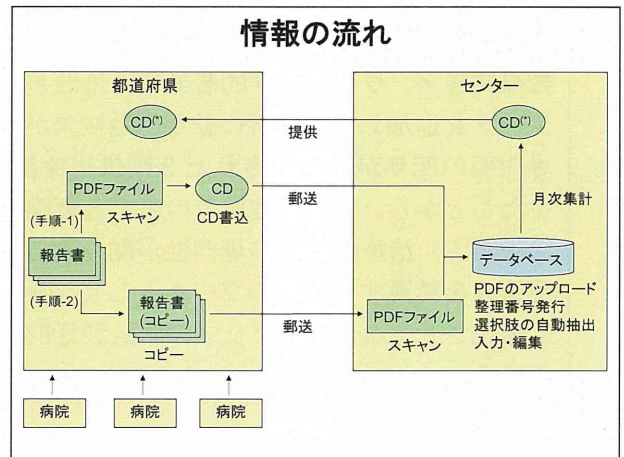 情報の流れ
都道府県
センター
CD(*)
提供
CD(*)
PDFファイル
CD
郵送
月次集計
スキャン
CD書込
(手順-1)
報告書
データベース
(手順-2)
報告書
(コピー)
郵送
PDFファイル
PDFのアップロード
整理番号発行
選択肢の自動抽出
入力・編集
コピー
スキャン
病院
病院
病院